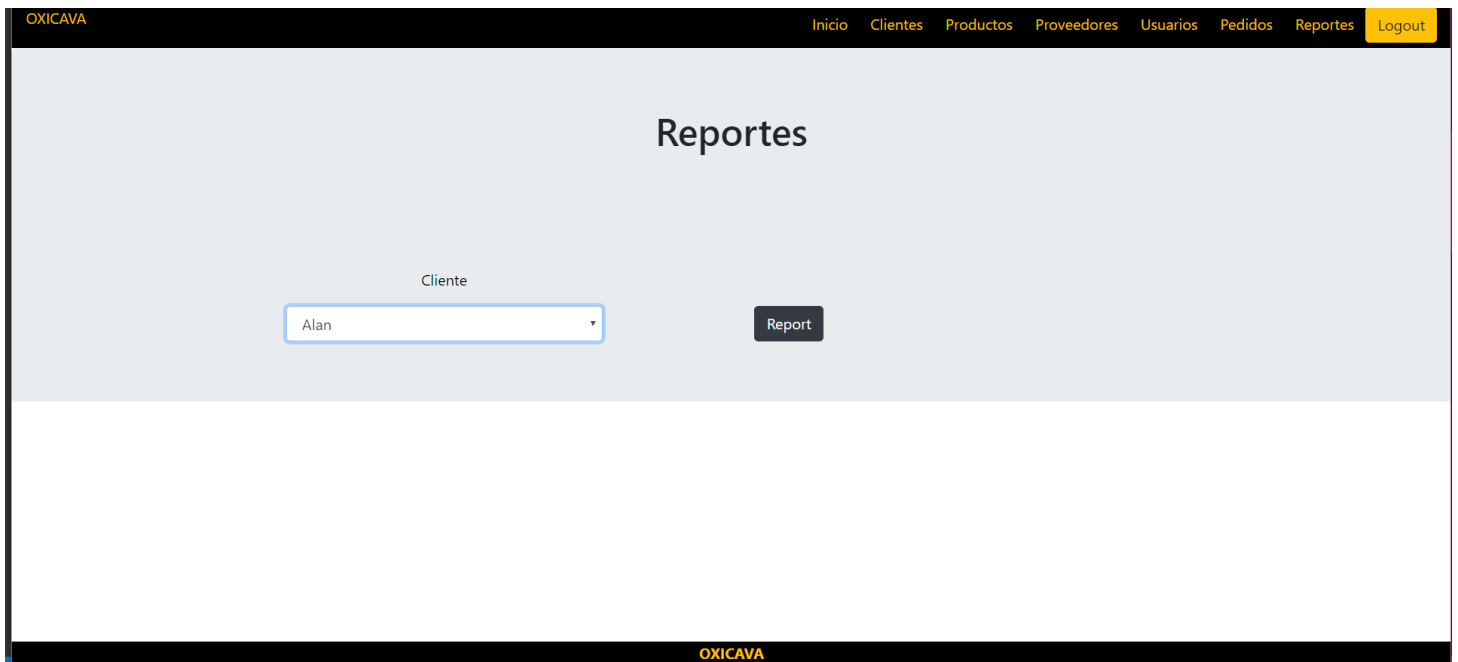 OXICAVA
Inicio Clientes Productos Proveedores Usuarios Pedidos Reportes Logout
Reportes
Cliente
Alan
Report
OXICAVA